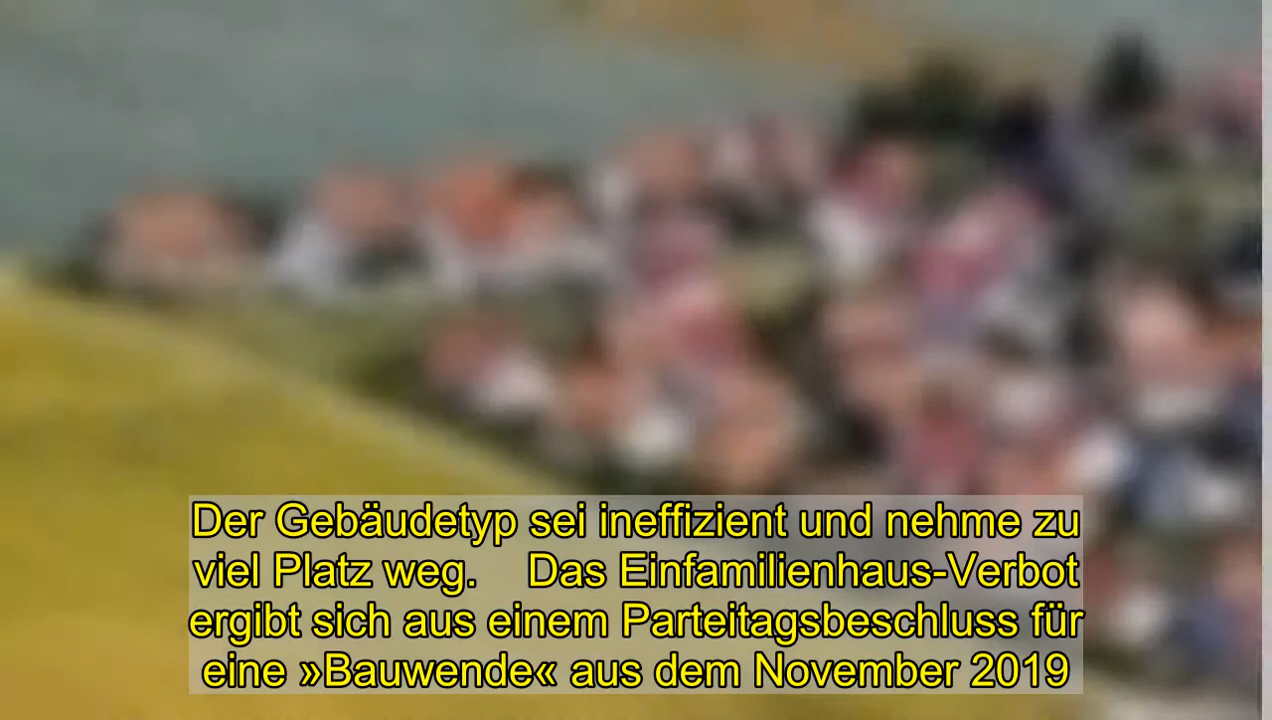 Der Gebäudetyp sei ineffizient und nehme zu
viel Platz weg. Das Einfamilienhaus-Verbot
ergibt sich aus einem Parteitagsbeschluss für
eine »Bauwende« aus dem November 2019